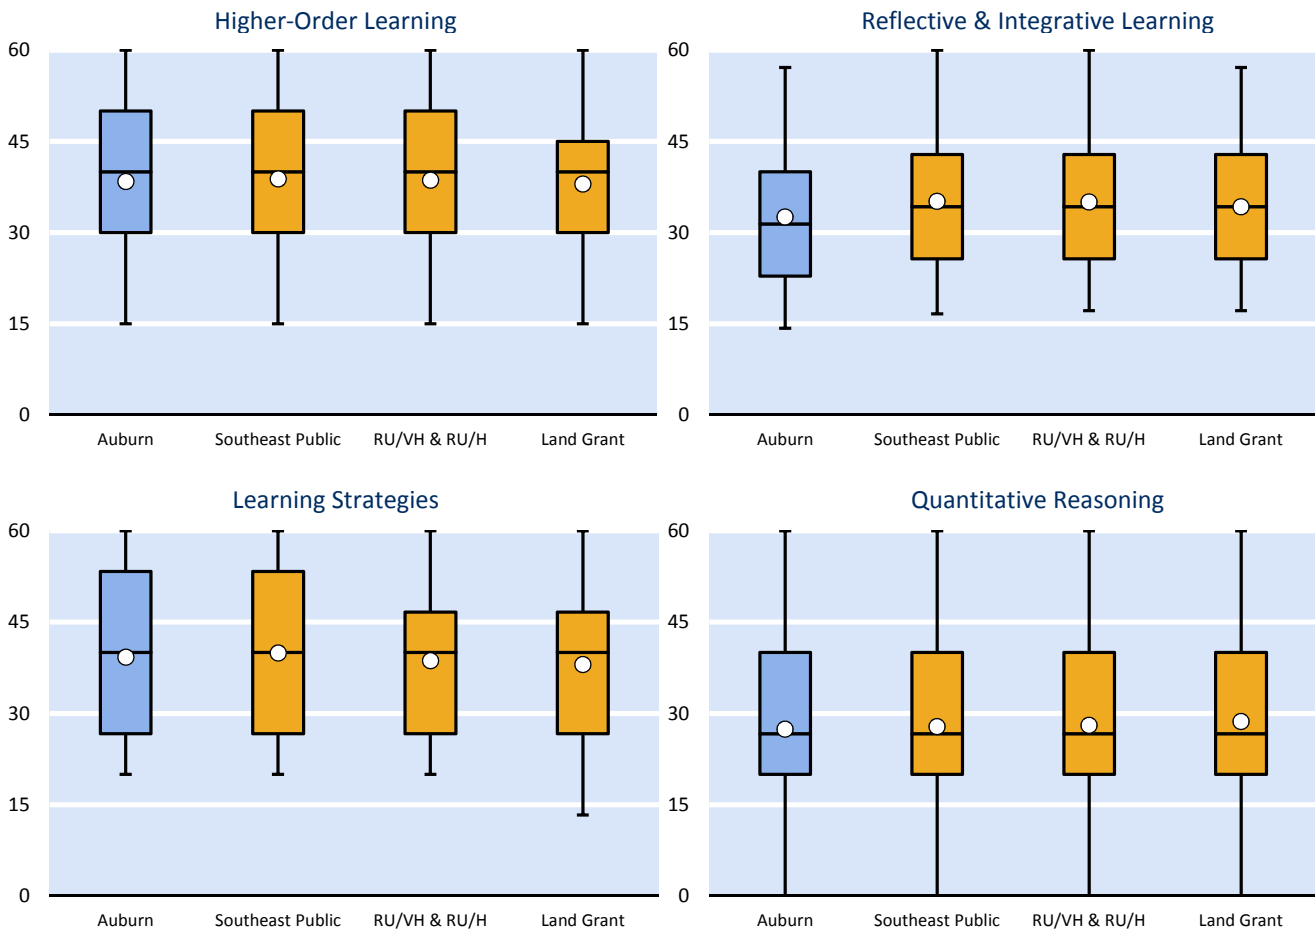 Higher-Order Learning
60
45
30
15
0
Auburn Southeast Public RU/VH & RU/H Land Grant
Reflective & Integrative Learning
60
45
30
15
0
Auburn Southeast Public RU/VH & RU/H Land Grant
Learning Strategies
60
45
30
15
0
Auburn Southeast Public RU/VH & RU/H Land Grant
Quantitative Reasoning
60
45
30
15
0
Auburn Southeast Public RU/VH & RU/H Land Grant